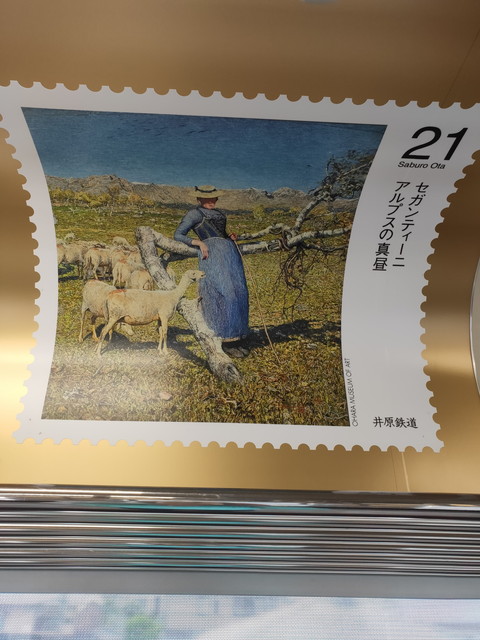 21
Saburo Ota
セガンティーニ
アルプスの真昼
OHARA MUSEUM OF ART
井原鉄道